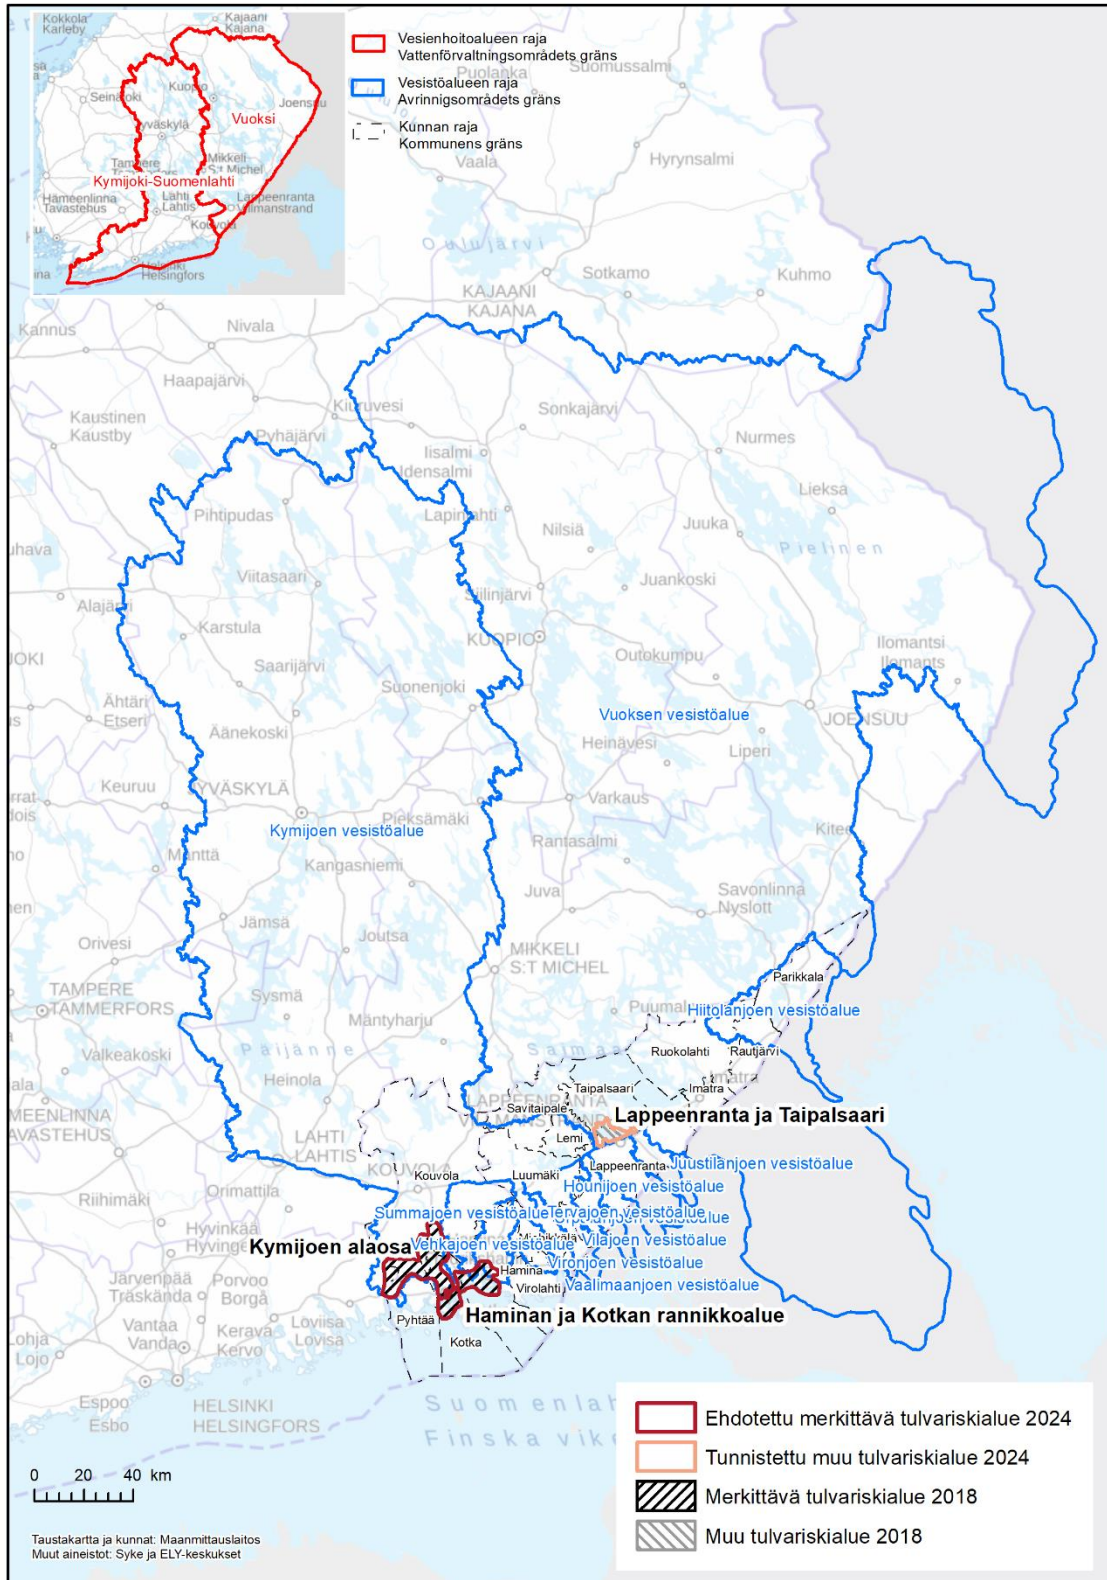 Kokkola
Karleby
Kajaani
Kajana
Seinäjoki
Kuopio
Joensuu
Vuoksi
Jyväskylä
Tampere
Mikkeli
S:t Michel
Kymijoki-Suomenlahti
Hämeenlinna
Tavastehus
Lahti
Lahtis
Lappeenranta
Villmanstrand
Kouvola
Helsinki
Helsingfors
Vesienhoitoalueen raja
Vattenförvaltningsområdets gräns
Vesistöalueen raja
Avrinnigsområdets gräns
Kunnan raja
Kommunens gräns
Puolanka
Suomussalmi
Vaala
Hyrynsalmi
Oulujärvi
Sotkamo
Kuhmo
KAJAANI
KAJANA
Kannus
Nivala
Haapajärvi
Kaustinen
Kaustby
Kiuruvesi
Sonkajärvi
Pyhäjärvi
Iisalmi
Idensalmi
Nurmes
Lieksa
Pihtipudas
Lapinlahti
Nilsiä
Juuka
Pielinen
Viitasaari
Juankoski
Siilinjärvi
Alajärvi
Karstula
KUOPIO
Ilomantsi
Ilomants
Saarijärvi
Outokumpu
Suonenjoki
Ähtäri
Etseri
Vuoksen vesistöalue
JOENSUU
Äänekoski
Heinävesi
Liperi
Keuruu
JYVÄSKYLÄ
Varkaus
Pieksämäki
Kymijoen vesistöalue
Kitee
Rantasalmi
Mänttä
Kangasniemi
Savonlinna
Nyslott
Juva
Jämsä
Joutsa
Orivesi
MIKKELI
S:T MICHEL
TAMPERE
TAMMERFORS
Parikkala
Sysmä
Puumala
Hiitolanjoen vesistöalue
Mäntyharju
Päijänne
Saimaa
Valkeakoski
Ruokolahti
Rautjärvi
Heinola
Taipalsaari
Imatra
Imatra
LAPPEENRANTA
Savitaipale
Lappeenranta ja Taipalsaari
Lemi
LAHTI
LAHTIS
KOUVOLA
Kouvola
Luumäki
Lappeenranta
Juustilanjoen vesistöalue
Hounijoen vesistöalue
Riihimäki
Orimattila
Summajoen vesistöalue
Tervajoen vesistöalue
Hyvinkää
Hyvinge
Miehikkälä
Vilajoen vesistöalue
Kymijoen alaosa
Vehkajoen vesistöalue
Vironjoen vesistöalue
Hamina
Virolahti
Vaalimaanjoen vesistöalue
Järvenpää
Träskända
Porvoo
Borgå
Pyhtää
Haminan ja Kotkan rannikkoalue
Vantaa
Vanda
Kerava
Kervo
Loviisa
Lovisa
Lohja
Lojo
Kotka
Espoo
Esbo
HELSINKI
HELSINGFORS
Finska
Ehdotettu merkittävä tulvariskialue 2024
Tunnistettu muu tulvariskialue 2024
Merkittävä tulvariskialue 2018
Muu tulvariskialue 2018
0 20 40 km
Taustakartta ja kunnat: Maanmittauslaitos
Muut aineistot: Syke ja ELY-keskukset